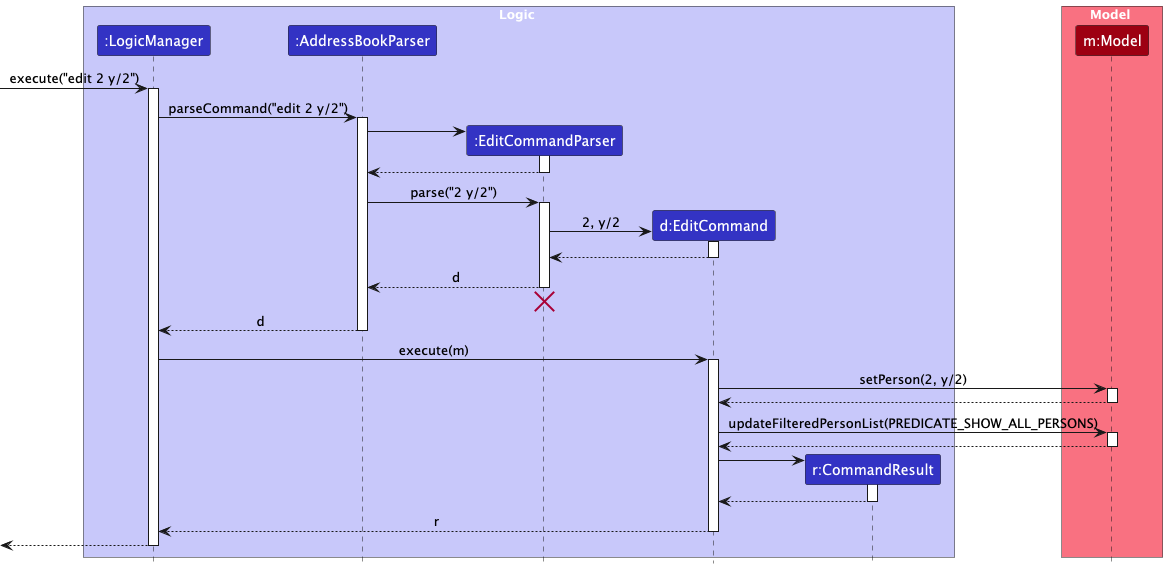 Logic
Model
:LogicManager
:AddressBookParser
m:Model
execute("edit 2 y/2")
parseCommand("edit 2 y/2")
:EditCommandParser
parse("2 y/2")
2, y/2
d:EditCommand
d
d
execute(m)
setPerson(2, y/2)
updateFilteredPersonList(PREDICATE_SHOW_ALL_PERSONS)
r:CommandResult
r